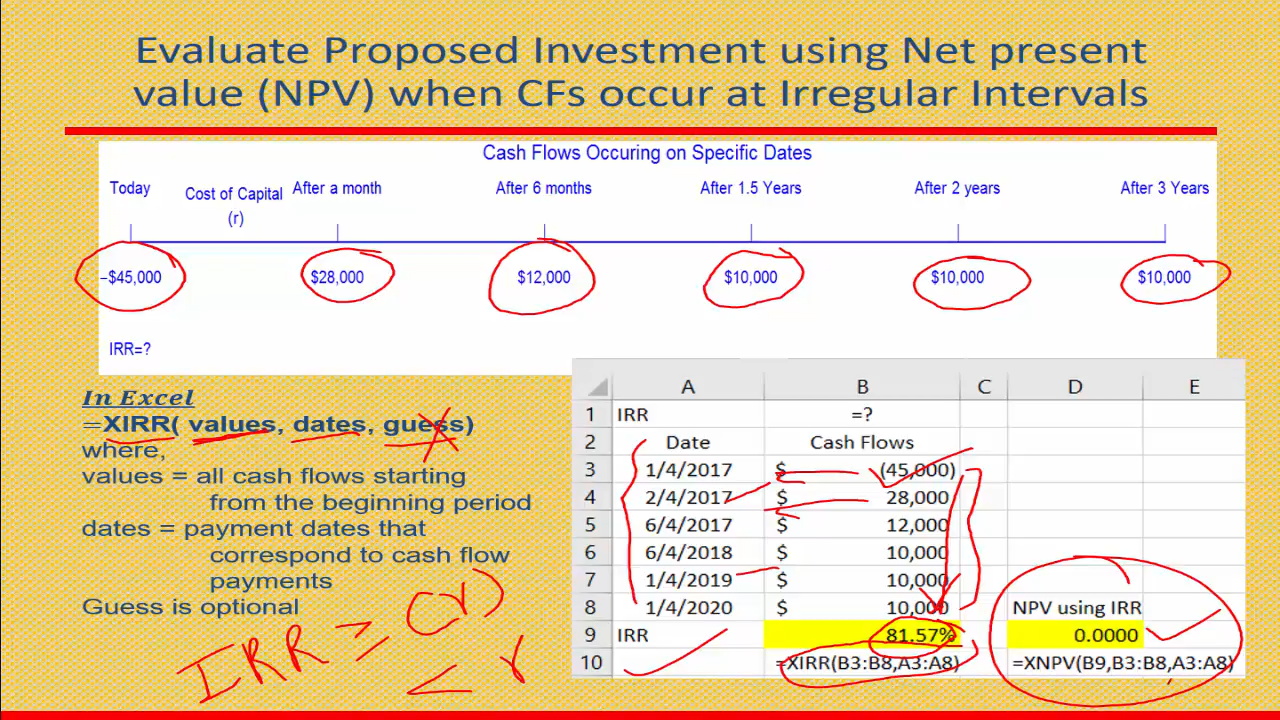 Evaluate Proposed Investment using Net present
value (NPV) when CFs occur at Irregular Intervals
Cash Flows Occuring on Specific Dates
Today Cost of Capital (r) After a month After 6 months After 1.5 Years After 2 years After 3 Years
–$45,000 $28,000 $12,000 $10,000 $10,000 $10,000
IRR=?
In Excel
=XIRR( values, dates, guess)
where,
values = all cash flows starting
from the beginning period
dates = payment dates that
correspond to cash flow
payments
Guess is optional
IRR ≥
A B C D E
1 IRR =?
2 Date Cash Flows
3 1/4/2017 $ (45,000)
4 2/4/2017 $ 28,000
5 6/4/2017 $ 12,000
6 6/4/2018 $ 10,000
7 1/4/2019 $ 10,000
8 1/4/2020 $ 10,000 NPV using IRR
9 IRR 81.57% 0.0000
10 =XIRR(B3:B8,A3:A8) =XNPV(B9,B3:B8,A3:A8)